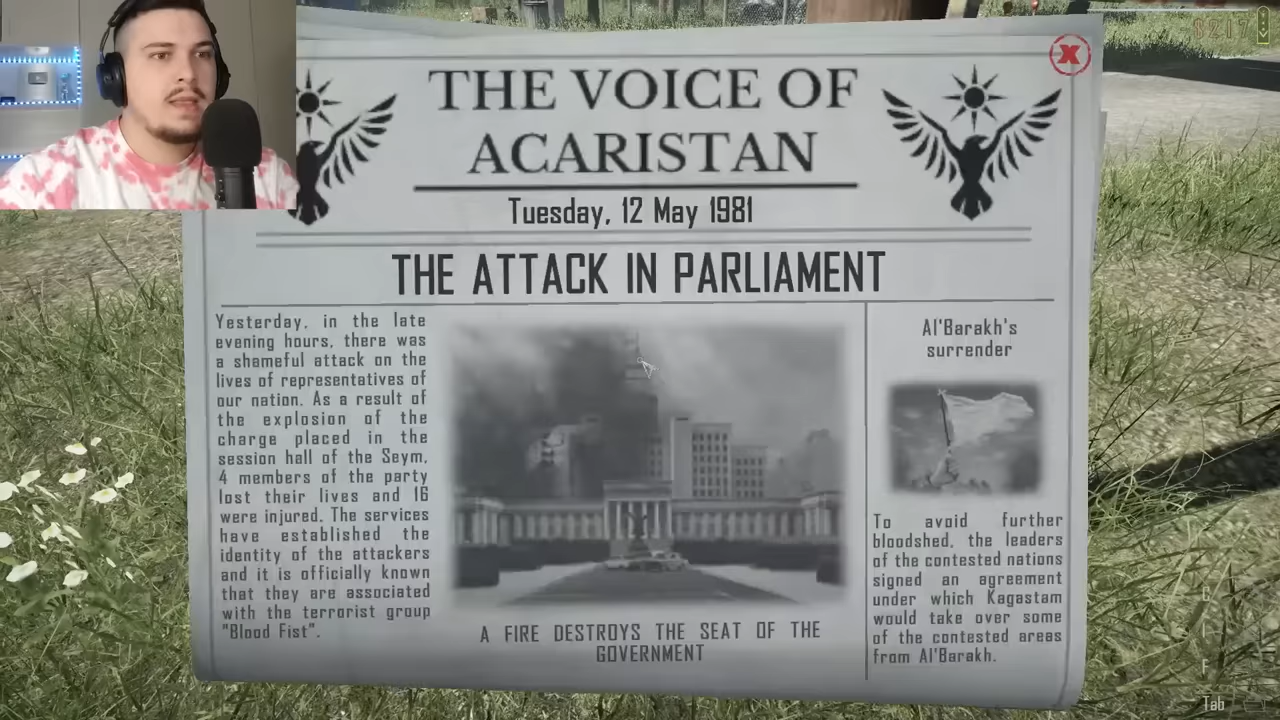 THE VOICE OF
ACARISTAN
Tuesday, 12 May 1981
THE ATTACK IN PARLIAMENT
Yesterday, in the late
evening hours, there was
a shameful attack on the
lives of representatives of
our nation. As a result of
the explosion of the
charge placed in the
session hall of the Seym,
4 members of the party
lost their lives and 16
were injured. The services
have established the
identity of the attackers
and it is officially known
that they are associated
with the terrorist group
"Blood Fist".
A FIRE DESTROYS THE SEAT OF THE
GOVERNMENT
Al'Barakh's
surrender
To avoid further
bloodshed, the leaders
of the contested nations
signed an agreement
under which Kagastam
would take over some
of the contested areas
from Al'Barakh.
X
8217
Tab